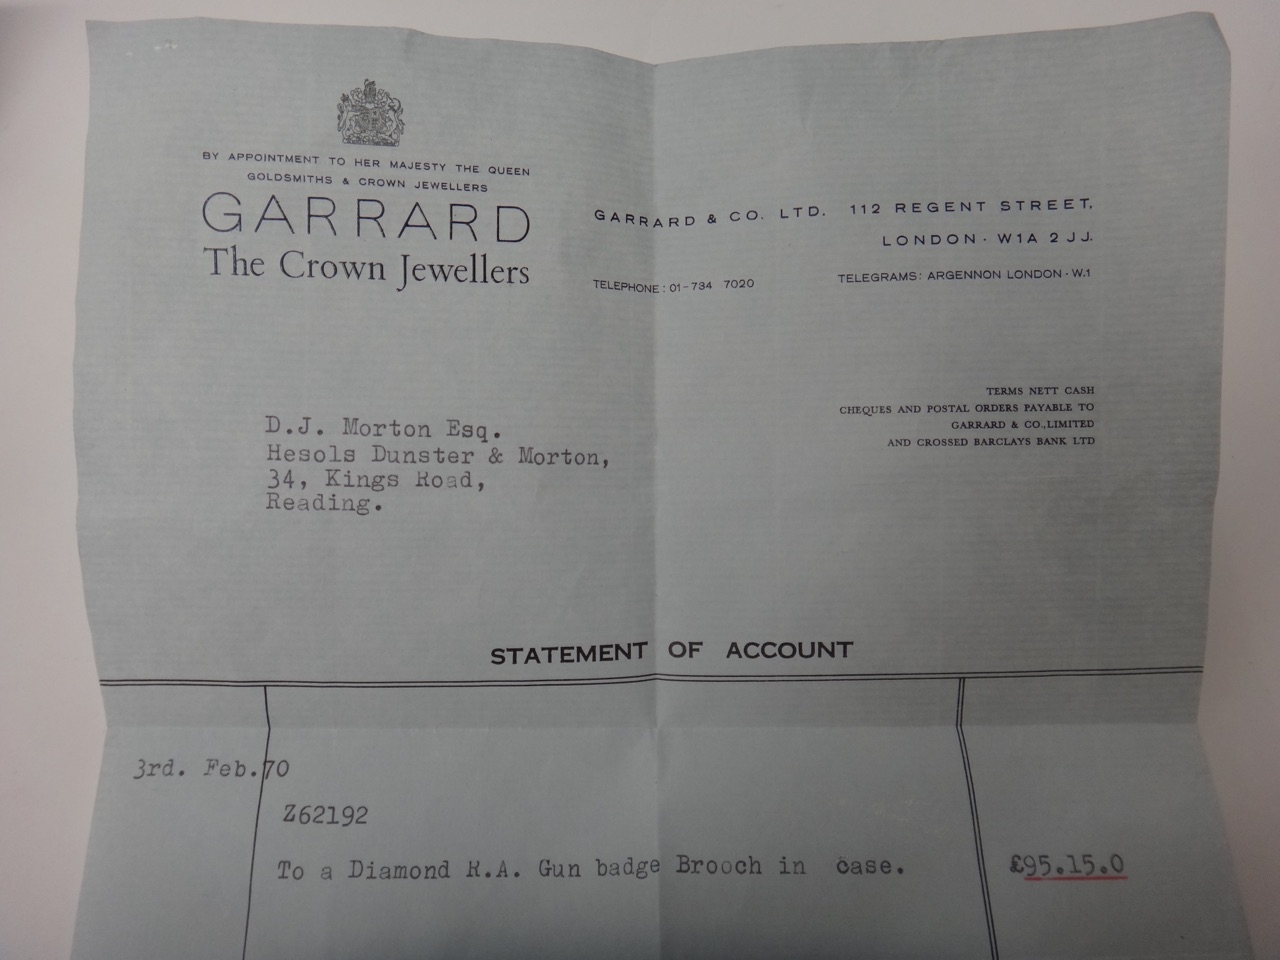 BY APPOINTMENT TO HER MAJESTY THE QUEEN
GOLDSMITHS & CROWN JEWELLERS
GARRARD
The Crown Jewellers
GARRARD & CO. LTD. 112 REGENT STREET,
LONDON · W1A 2JJ.
TELEPHONE: 01-734 7020 TELEGRAMS: ARGENNON LONDON · W.1
TERMS NETT CASH
CHEQUES AND POSTAL ORDERS PAYABLE TO
GARRARD & CO., LIMITED
AND CROSSED BARCLAYS BANK LTD
D.J. Morton Esq.
Hesols Dunster & Morton,
34, Kings Road,
Reading.
STATEMENT OF ACCOUNT
3rd. Feb.70
Z62192
To a Diamond R.A. Gun badge Brooch in case. £95.15.0